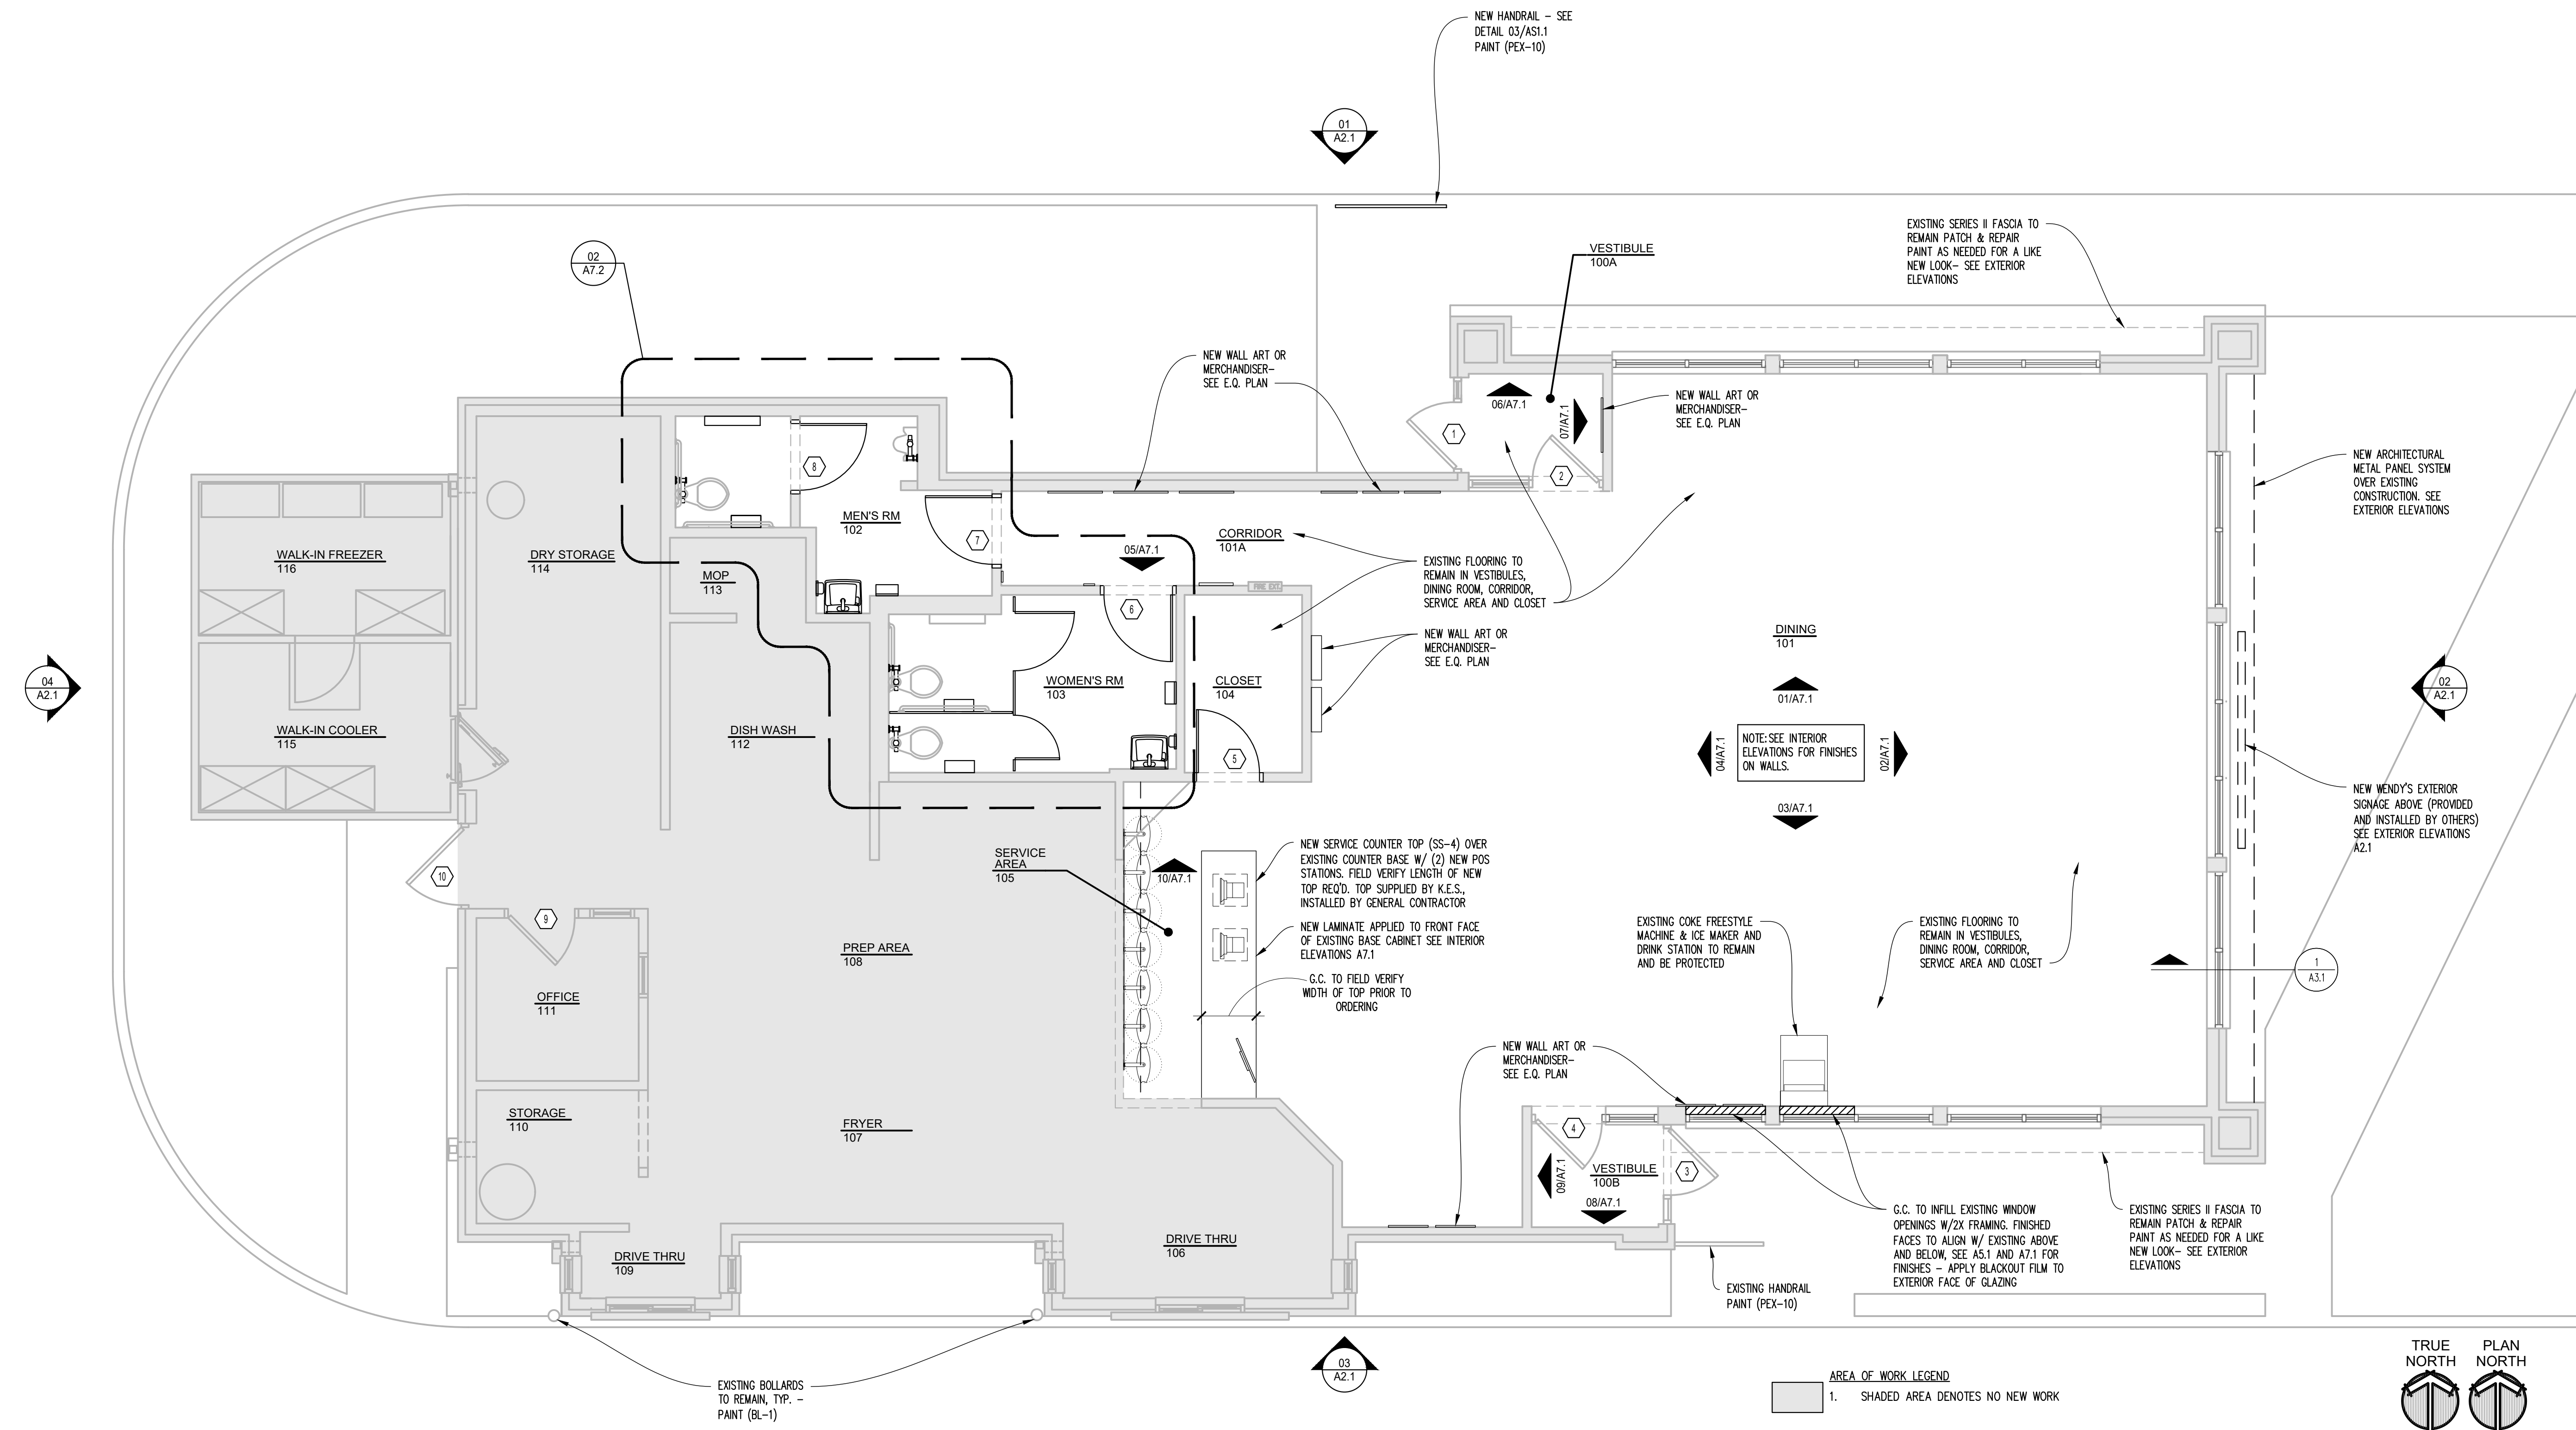 NEW HANDRAIL - SEE
DETAIL 03/AS1.1
PAINT (PEX-10)
01
A2.1
EXISTING SERIES II FASCIA TO
REMAIN PATCH & REPAIR
PAINT AS NEEDED FOR A LIKE
NEW LOOK- SEE EXTERIOR
ELEVATIONS
VESTIBULE
100A
02
A7.2
NEW WALL ART OR
MERCHANDISER-
SEE E.Q. PLAN
06/A7.1
07/A7.1
NEW WALL ART OR
MERCHANDISER-
SEE E.Q. PLAN
1
2
8
NEW ARCHITECTURAL
METAL PANEL SYSTEM
OVER EXISTING
CONSTRUCTION. SEE
EXTERIOR ELEVATIONS
MEN'S RM
102
7
CORRIDOR
101A
05/A7.1
WALK-IN FREEZER
116
DRY STORAGE
114
MOP
113
EXISTING FLOORING TO
REMAIN IN VESTIBULES,
DINING ROOM, CORRIDOR,
SERVICE AREA AND CLOSET
FIRE EXT.
6
NEW WALL ART OR
MERCHANDISER-
SEE E.Q. PLAN
DINING
101
04
A2.1
WOMEN'S RM
103
CLOSET
104
01/A7.1
02
A2.1
WALK-IN COOLER
115
DISH WASH
112
5
04/A7.1
NOTE: SEE INTERIOR
ELEVATIONS FOR FINISHES
ON WALLS.
02/A7.1
03/A7.1
NEW WENDY'S EXTERIOR
SIGNAGE ABOVE (PROVIDED
AND INSTALLED BY OTHERS)
SEE EXTERIOR ELEVATIONS
A2.1
SERVICE
AREA
105
10/A7.1
NEW SERVICE COUNTER TOP (SS-4) OVER
EXISTING COUNTER BASE W/ (2) NEW POS
STATIONS. FIELD VERIFY LENGTH OF NEW
TOP REQ'D. TOP SUPPLIED BY K.E.S.,
INSTALLED BY GENERAL CONTRACTOR
10
9
NEW LAMINATE APPLIED TO FRONT FACE
OF EXISTING BASE CABINET SEE INTERIOR
ELEVATIONS A7.1
EXISTING COKE FREESTYLE
MACHINE & ICE MAKER AND
DRINK STATION TO REMAIN
AND BE PROTECTED
EXISTING FLOORING TO
REMAIN IN VESTIBULES,
DINING ROOM, CORRIDOR,
SERVICE AREA AND CLOSET
PREP AREA
108
1
A3.1
G.C. TO FIELD VERIFY
WIDTH OF TOP PRIOR TO
ORDERING
OFFICE
111
NEW WALL ART OR
MERCHANDISER-
SEE E.Q. PLAN
STORAGE
110
FRYER
107
4
VESTIBULE
100B
3
09/A7.1
08/A7.1
G.C. TO INFILL EXISTING WINDOW
OPENINGS W/2X FRAMING. FINISHED
FACES TO ALIGN W/ EXISTING ABOVE
AND BELOW, SEE A5.1 AND A7.1 FOR
FINISHES - APPLY BLACKOUT FILM TO
EXTERIOR FACE OF GLAZING
EXISTING SERIES II FASCIA TO
REMAIN PATCH & REPAIR
PAINT AS NEEDED FOR A LIKE
NEW LOOK- SEE EXTERIOR
ELEVATIONS
DRIVE THRU
109
DRIVE THRU
106
EXISTING HANDRAIL
PAINT (PEX-10)
03
A2.1
EXISTING BOLLARDS
TO REMAIN, TYP. -
PAINT (BL-1)
AREA OF WORK LEGEND
1. SHADED AREA DENOTES NO NEW WORK
TRUE
NORTH
PLAN
NORTH